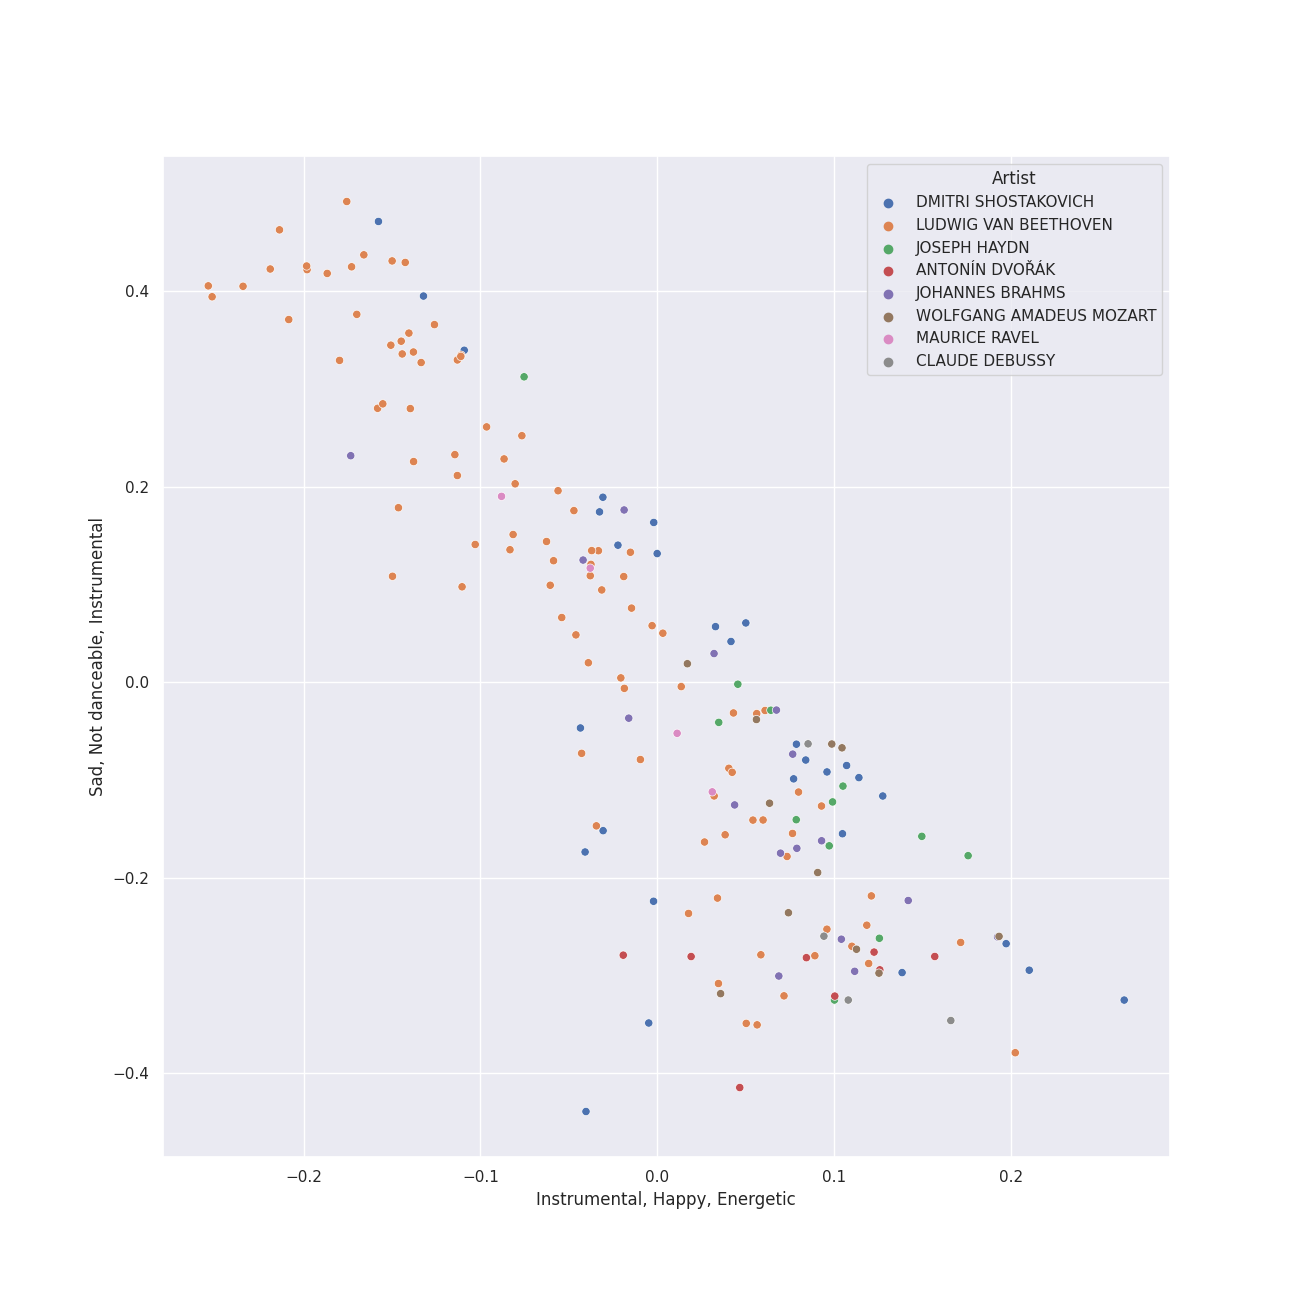 Artist
DMITRI SHOSTAKOVICH
LUDWIG VAN BEETHOVEN
JOSEPH HAYDN
ANTONÍN DVOŘÁK
JOHANNES BRAHMS
WOLFGANG AMADEUS MOZART
MAURICE RAVEL
CLAUDE DEBUSSY
0.4
0.2
0.0
−0.2
−0.4
Sad, Not danceable, Instrumental
−0.2 −0.1 0.0 0.1 0.2
Instrumental, Happy, Energetic